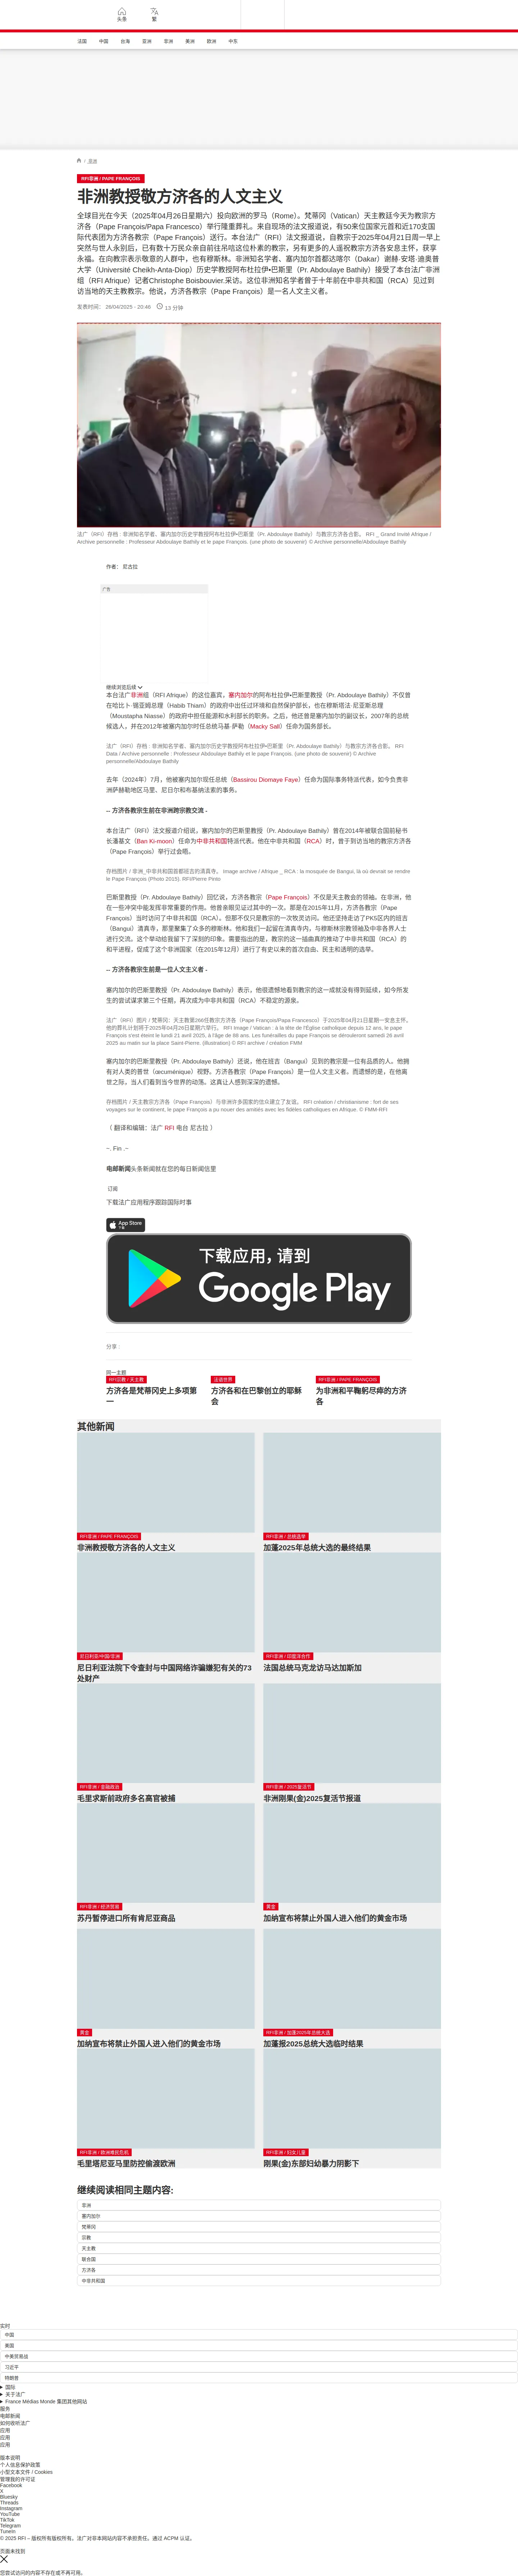 头条
繁
法国
中国
台海
亚洲
非洲
美洲
欧洲
中东
/ 非洲
RFI非洲 / PAPE FRANÇOIS
非洲教授敬方济各的人文主义
全球目光在今天（2025年04月26日星期六）投向欧洲的罗马（Rome）。梵蒂冈（Vatican）天主教廷今天为教宗方
济各（Pape François/Papa Francesco）举行隆重葬礼。来自现场的法文报道说，有50来位国家元首和近170支国
际代表团为方济各教宗（Pape François）送行。本台法广（RFI）法文报道说，自教宗于2025年04月21日周一早上
安然与世人永别后，已有数十万民众亲自前往吊唁这位朴素的教宗，另有更多的人遥祝教宗方济各安息主怀，获享
永福。在向教宗表示敬意的人群中，也有穆斯林。非洲知名学者、塞内加尔首都达喀尔（Dakar）谢赫·安塔·迪奥普
大学（Université Cheikh-Anta-Diop）历史学教授阿布杜拉伊•巴斯里（Pr. Abdoulaye Bathily）接受了本台法广非洲
组（RFI Afrique）记者Christophe Boisbouvier,采访。这位非洲知名学者曾于十年前在中非共和国（RCA）见过到
访当地的天主教教宗。他说，方济各教宗（Pape François）是一名人文主义者。
发表时间： 26/04/2025 - 20:46 13 分钟
法广（RFI）存档 : 非洲知名学者、塞内加尔历史学教授阿布杜拉伊•巴斯里（Pr. Abdoulaye Bathily）与教宗方济各合影。 RFI _ Grand Invité Afrique /
Archive personnelle : Professeur Abdoulaye Bathily et le pape François. (une photo de souvenir) © Archive personnelle/Abdoulaye Bathily
作者： 尼古拉
广告
继续浏览后续
本台法广非洲组（RFI Afrique）的这位嘉宾，塞内加尔的阿布杜拉伊•巴斯里教授（Pr. Abdoulaye Bathily）不仅曾
在哈比卜·锡亚姆总理（Habib Thiam）的政府中出任过环境和自然保护部长，也在穆斯塔法·尼亚斯总理
（Moustapha Niasse）的政府中担任能源和水利部长的职务。之后，他还曾是塞内加尔的副议长，2007年的总统
候选人，并在2012年被塞内加尔时任总统马基·萨勒（Macky Sall）任命为国务部长。
法广（RFI）存档 : 非洲知名学者、塞内加尔历史学教授阿布杜拉伊•巴斯里（Pr. Abdoulaye Bathily）与教宗方济各合影。 RFI
Data / Archive personnelle : Professeur Abdoulaye Bathily et le pape François. (une photo de souvenir) © Archive
personnelle/Abdoulaye Bathily
去年（2024年）7月，他被塞内加尔现任总统（Bassirou Diomaye Faye）任命为国际事务特派代表，如今负责非
洲萨赫勒地区马里、尼日尔和布基纳法索的事务。
-- 方济各教宗生前在非洲跨宗教交流 -
本台法广（RFI）法文报道介绍说，塞内加尔的巴斯里教授（Pr. Abdoulaye Bathily）曾在2014年被联合国前秘书
长潘基文（Ban Ki-moon）任命为中非共和国特派代表。他在中非共和国（RCA）时，曾于到访当地的教宗方济各
（Pape François）举行过会晤。
存档图片 / 非洲_中非共和国首都班吉的清真寺。 Image archive / Afrique _ RCA : la mosquée de Bangui, là où devrait se rendre
le Pape François (Photo 2015). RFI/Pierre Pinto
巴斯里教授（Pr. Abdoulaye Bathily）回忆说，方济各教宗（Pape François）不仅是天主教会的领袖。在非洲，他
在一些冲突中能发挥非常重要的作用。他曾亲眼见证过其中的一次。那是在2015年11月，方济各教宗（Pape
François）当时访问了中非共和国（RCA）。但那不仅只是教宗的一次牧灵访问。他还坚持走访了PK5街区内的班吉
（Bangui）清真寺，那里聚集了众多的穆斯林。他和我们一起留在清真寺内，与穆斯林宗教领袖及中非各界人士
进行交流。这个举动给我留下了深刻的印象。需要指出的是，教宗的这一插曲真的推动了中非共和国（RCA）的
和平进程，促成了这个非洲国家（在2015年12月）进行了有史以来的首次自由、民主和透明的选举。
-- 方济各教宗生前是一位人文主义者 -
塞内加尔的巴斯里教授（Pr. Abdoulaye Bathily）表示，他很遗憾地看到教宗的这一成就没有得到延续，如今所发
生的尝试谋求第三个任期，再次成为中非共和国（RCA）不稳定的源泉。
法广（RFI）图片 / 梵蒂冈：天主教第266任教宗方济各（Pape François/Papa Francesco）于2025年04月21日星期一安息主怀。
他的葬礼计划将于2025年04月26日星期六举行。 RFI Image / Vatican : à la tête de l'Église catholique depuis 12 ans, le pape
François s'est éteint le lundi 21 avril 2025, à l'âge de 88 ans. Les funérailles du pape François se dérouleront samedi 26 avril
2025 au matin sur la place Saint-Pierre. (illustration) © RFI archive / création FMM
塞内加尔的巴斯里教授（Pr. Abdoulaye Bathily）还说，他在班吉（Bangui）见到的教宗是一位有品质的人。他拥
有对人类的普世（œcuménique）视野。方济各教宗（Pape François）是一位人文主义者。而遗憾的是，在他离
世之际，当人们看到当今世界的动荡。这真让人感到深深的遗憾。
存档图片 / 天主教宗方济各（Pape François）与非洲许多国家的信众建立了友谊。 RFI création / christianisme : fort de ses
voyages sur le continent, le pape François a pu nouer des amitiés avec les fidèles catholiques en Afrique. © FMM-RFI
（ 翻译和编辑：法广 RFI 电台 尼古拉 ）
~. Fin .~
电邮新闻头条新闻就在您的每日新闻信里
订阅
下载法广应用程序跟踪国际时事
App Store
下载
下载应用，请到
Google Play
分享 :
同一主题
RFI宗教 / 天主教
方济各是梵蒂冈史上多项第
一
法语世界
方济各和在巴黎创立的耶稣
会
RFI非洲 / PAPE FRANÇOIS
为非洲和平鞠躬尽瘁的方济
各
其他新闻
RFI非洲 / PAPE FRANÇOIS
非洲教授敬方济各的人文主义
RFI非洲 / 总统选举
加蓬2025年总统大选的最终结果
尼日利亚/中国/非洲
尼日利亚法院下令查封与中国网络诈骗嫌犯有关的73
处财产
RFI非洲 / 印度洋合作
法国总统马克龙访马达加斯加
RFI非洲 / 金融政治
毛里求斯前政府多名高官被捕
RFI非洲 / 2025复活节
非洲刚果(金)2025复活节报道
RFI非洲 / 经济贸易
苏丹暂停进口所有肯尼亚商品
黄金
加纳宣布将禁止外国人进入他们的黄金市场
黄金
加纳宣布将禁止外国人进入他们的黄金市场
RFI非洲 / 加蓬2025年总统大选
加蓬报2025总统大选临时结果
RFI非洲 / 欧洲难民危机
毛里塔尼亚马里防控偷渡欧洲
RFI非洲 / 妇女儿童
刚果(金)东部妇幼暴力阴影下
继续阅读相同主题内容:
非洲
塞内加尔
梵蒂冈
宗教
天主教
联合国
方济各
中非共和国
实时
中国
美国
中美贸易战
习近平
特朗普
国际
关于法广
France Médias Monde 集团其他网站
服务
电邮新闻
如何收听法广
应用
应用
应用
版本说明
个人信息保护政策
小型文本文件 / Cookies
管理我的许可证
Facebook
X
Bluesky
Threads
Instagram
YouTube
TikTok
Telegram
TuneIn
© 2025 RFI – 版权所有版权所有。法广对非本网站内容不承担责任。通过 ACPM 认证。
页面未找到
您尝试访问的内容不存在或不再可用。